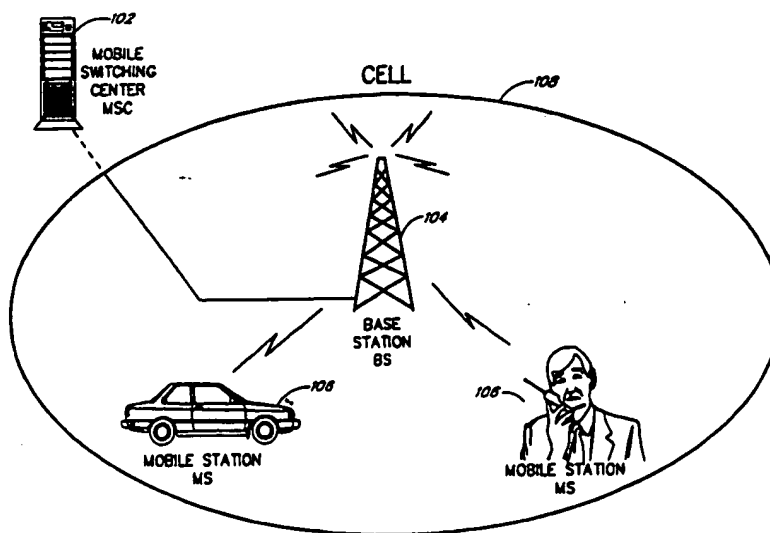 102
MOBILE
SWITCHING
CENTER
MSC
CELL
108
104
BASE
STATION
BS
106
MOBILE STATION
MS
106
MOBILE STATION
MS